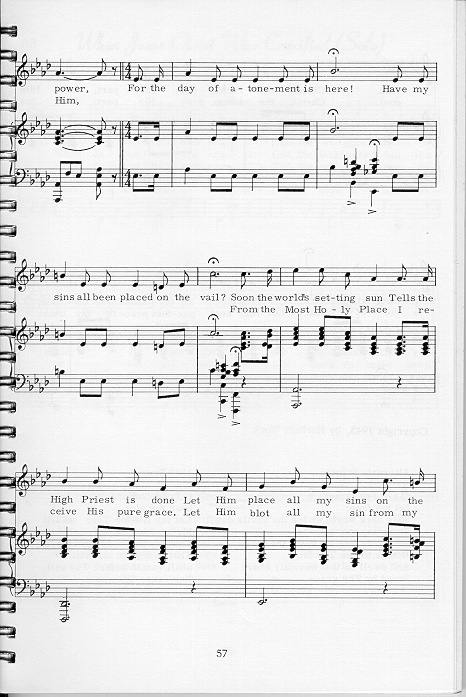 power, For the day of a-tone-ment is here! Have my
Him,
sins all been placed on the vail? Soon the world's set-ting sun Tells the
From the Most Ho-ly Place I re-
High Priest is done Let Him place all my sins on the
ceive His pure grace. Let Him blot all my sin from my
57